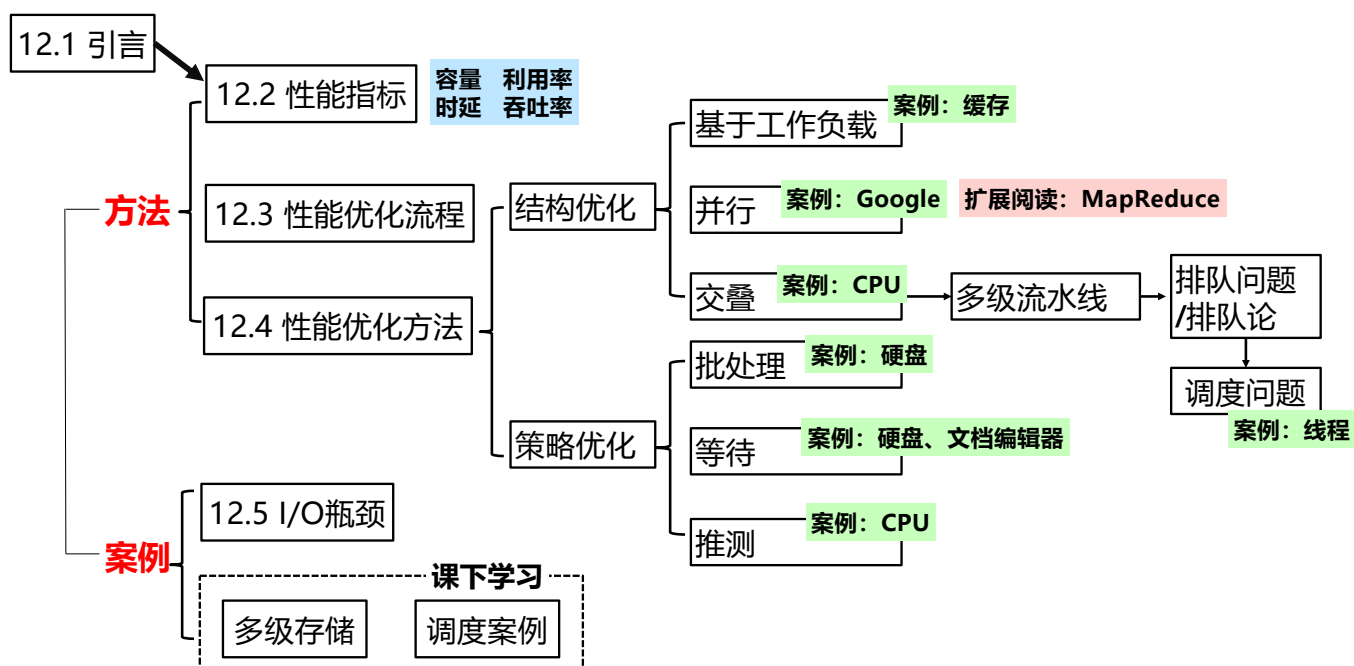 12.1 引言
12.2 性能指标
容量 利用率
时延 吞吐率
基于工作负载
案例：缓存
方法
12.3 性能优化流程
结构优化
并行
案例：Google
扩展阅读：MapReduce
12.4 性能优化方法
交叠
案例：CPU
多级流水线
排队问题
/排队论
批处理
案例：硬盘
调度问题
案例：线程
策略优化
等待
案例：硬盘、文档编辑器
12.5 I/O瓶颈
推测
案例：CPU
案例
课下学习
多级存储
调度案例